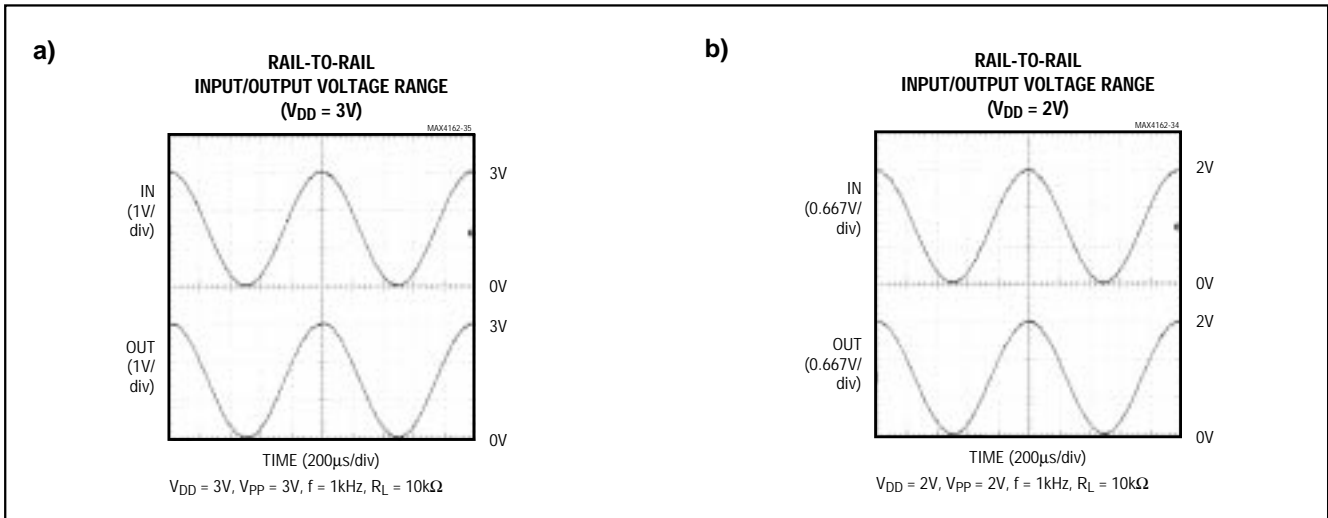 a)
RAIL-TO-RAIL
INPUT/OUTPUT VOLTAGE RANGE
(VDD = 3V)
MAX4162-35
IN
(1V/
div)
3V
0V
OUT
(1V/
div)
3V
0V
TIME (200µs/div)
VDD = 3V, VPP = 3V, f = 1kHz, RL = 10kΩ
b)
RAIL-TO-RAIL
INPUT/OUTPUT VOLTAGE RANGE
(VDD = 2V)
MAX4162-34
IN
(0.667V/
div)
2V
0V
OUT
(0.667V/
div)
2V
0V
TIME (200µs/div)
VDD = 2V, VPP = 2V, f = 1kHz, RL = 10kΩ